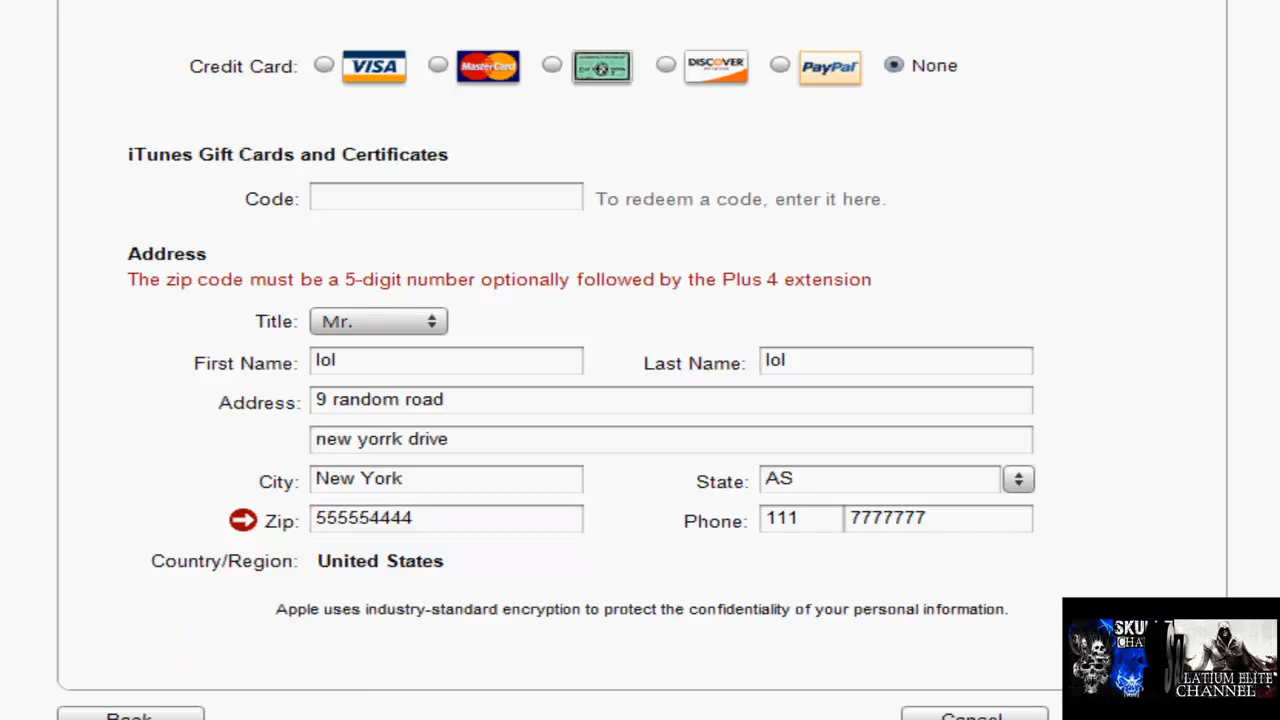 Credit Card: VISA MasterCard DISCOVER PayPal None
iTunes Gift Cards and Certificates
Code: To redeem a code, enter it here.
Address
The zip code must be a 5-digit number optionally followed by the Plus 4 extension
Title: Mr.
First Name: lol Last Name: lol
Address: 9 random road
new yorrk drive
City: New York State: AS
Zip: 555554444 Phone: 111 7777777
Country/Region: United States
Apple uses industry-standard encryption to protect the confidentiality of your personal information.
LATIUM ELITE
CHANNEL
Back Cancel